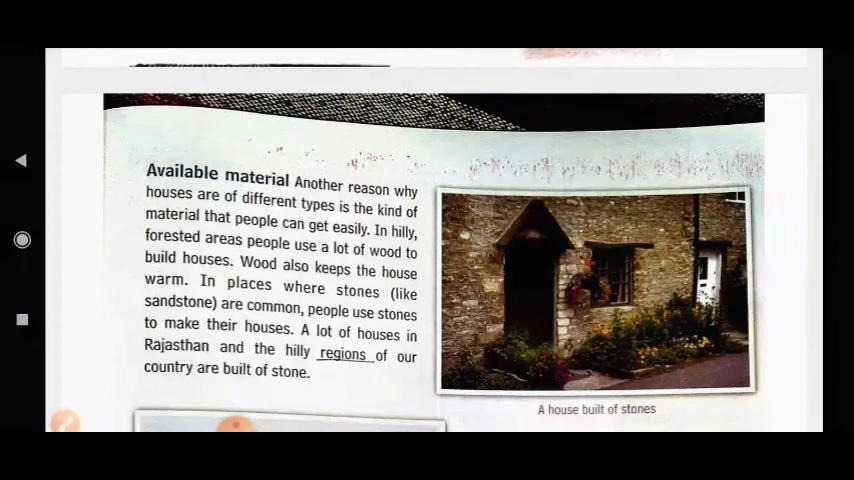 Available material Another reason why
houses are of different types is the kind of
material that people can get easily. In hilly,
forested areas people use a lot of wood to
build houses. Wood also keeps the house
warm. In places where stones (like
sandstone) are common, people use stones
to make their houses. A lot of houses in
Rajasthan and the hilly regions of our
country are built of stone.
A house built of stones